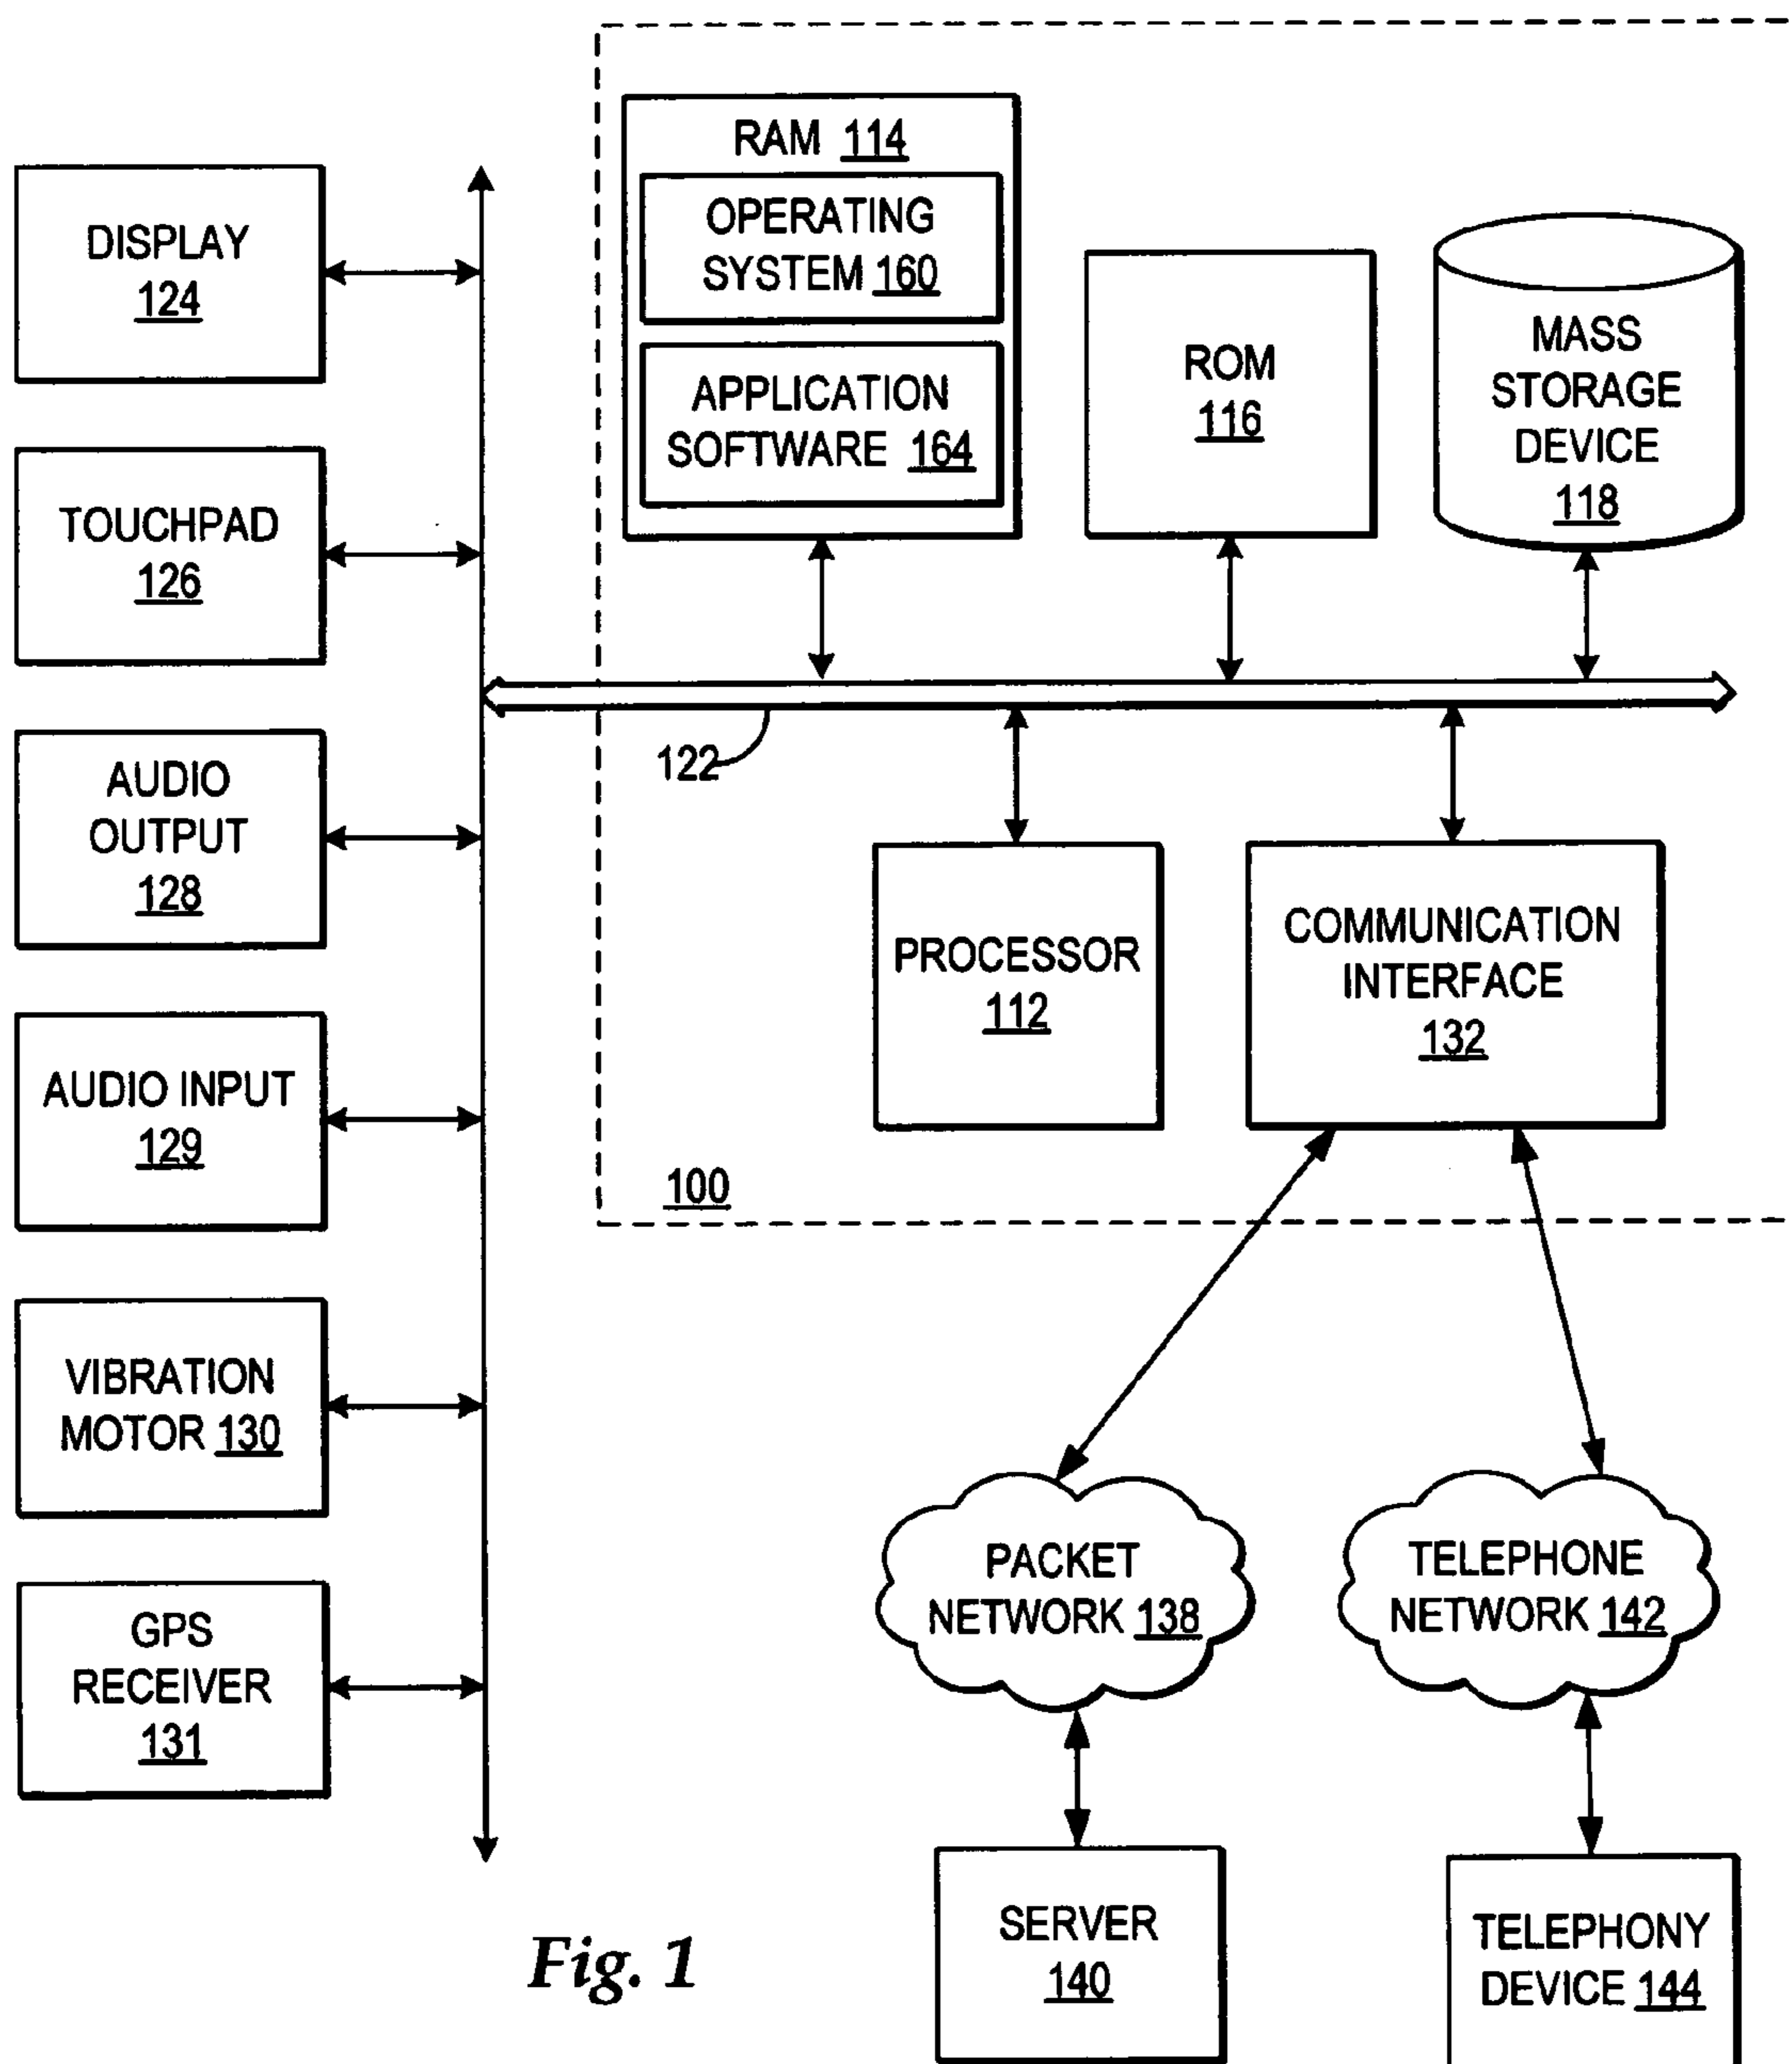 DISPLAY
124
TOUCHPAD
126
AUDIO
OUTPUT
128
AUDIO INPUT
129
VIBRATION
MOTOR 130
GPS
RECEIVER
131
RAM 114
OPERATING
SYSTEM 160
APPLICATION
SOFTWARE 164
ROM
116
MASS
STORAGE
DEVICE
118
122
PROCESSOR
112
COMMUNICATION
INTERFACE
132
100
PACKET
NETWORK 138
TELEPHONE
NETWORK 142
SERVER
140
TELEPHONY
DEVICE 144
Fig. 1